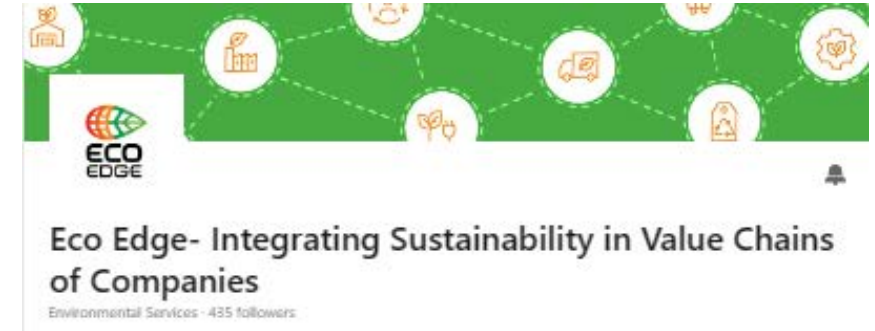 ECO
EDGE
Eco Edge- Integrating Sustainability in Value Chains
of Companies
Environmental Services · 435 followers